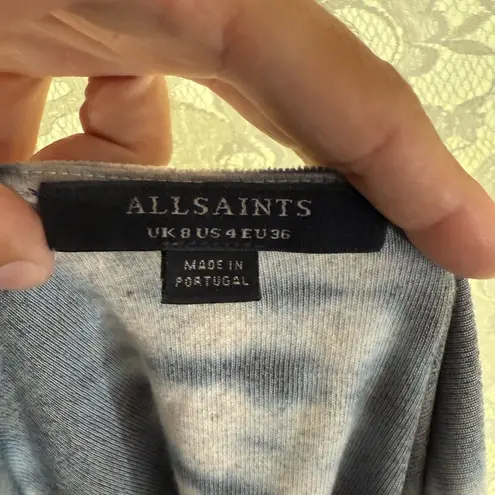 ALLSAINTS
UK 8 US 4 EU 36
MADE IN
PORTUGAL